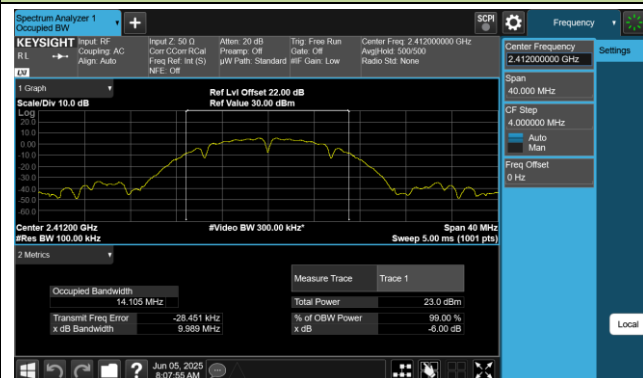 Spectrum Analyzer 1
Occupied BW
SCPI
Frequency
KEYSIGHT
Input: RF
Coupling: AC
Align: Auto
Input Z: 50 Ω
Corr CCorr RCal
Freq Ref: Int (S)
NFE: Off
Atten: 20 dB
Preamp: Off
µW Path: Standard
Trig: Free Run
Gate: Off
#IF Gain: Low
Center Freq: 2.412000000 GHz
Avg|Hold: 500/500
Radio Std: None
R L
LXI
Center Frequency
2.412000000 GHz
Settings
Span
40.000 MHz
CF Step
4.000000 MHz
Auto
Man
Freq Offset
0 Hz
Local
1 Graph
Scale/Div 10.0 dB
Ref Lvl Offset 22.00 dB
Ref Value 30.00 dBm
Log
20.0
10.0
0.00
-10.0
-20.0
-30.0
-40.0
-50.0
-60.0
Center 2.41200 GHz
#Video BW 300.00 kHz*
Span 40 MHz
#Res BW 100.00 kHz
Sweep 5.00 ms (1001 pts)
2 Metrics
Measure Trace
Trace 1
Occupied Bandwidth
14.105 MHz
Total Power
23.0 dBm
Transmit Freq Error
-28.451 kHz
% of OBW Power
99.00 %
x dB Bandwidth
9.989 MHz
x dB
-6.00 dB
Jun 05, 2025
8:07:55 AM